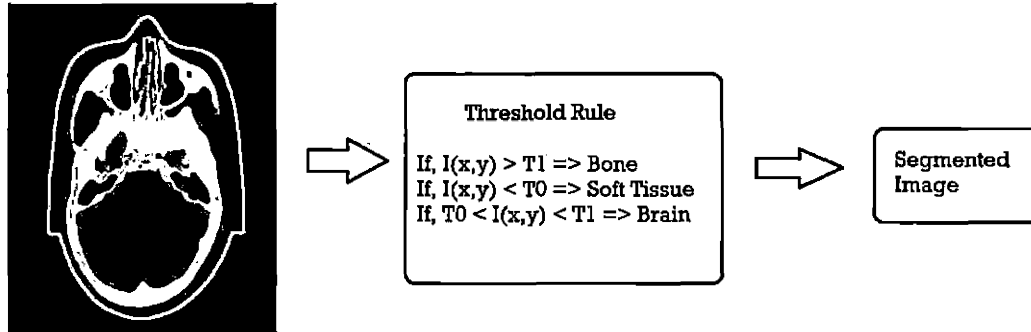 Threshold Rule
If, I(x,y) > T1 => Bone
If, I(x,y) < T0 => Soft Tissue
If, T0 < I(x,y) < T1 => Brain
Segmented
Image